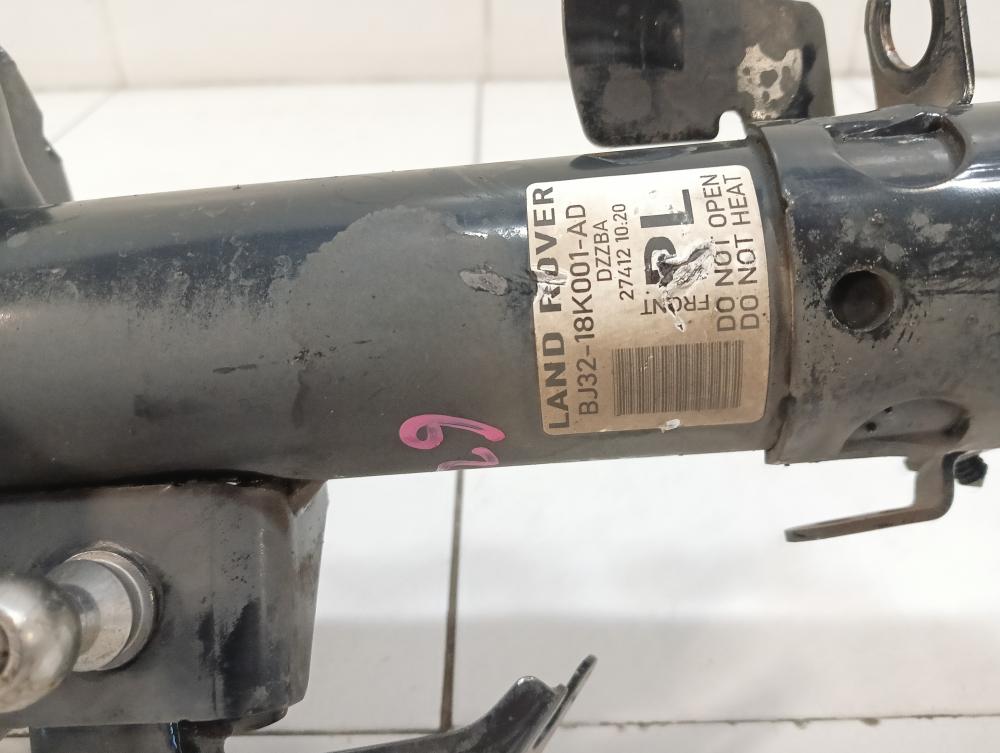 LAND ROVER
BJ32-18K001-AD
DZZBA
27412 10:20
FRONT
DO NOT OPEN
DO NOT HEAT